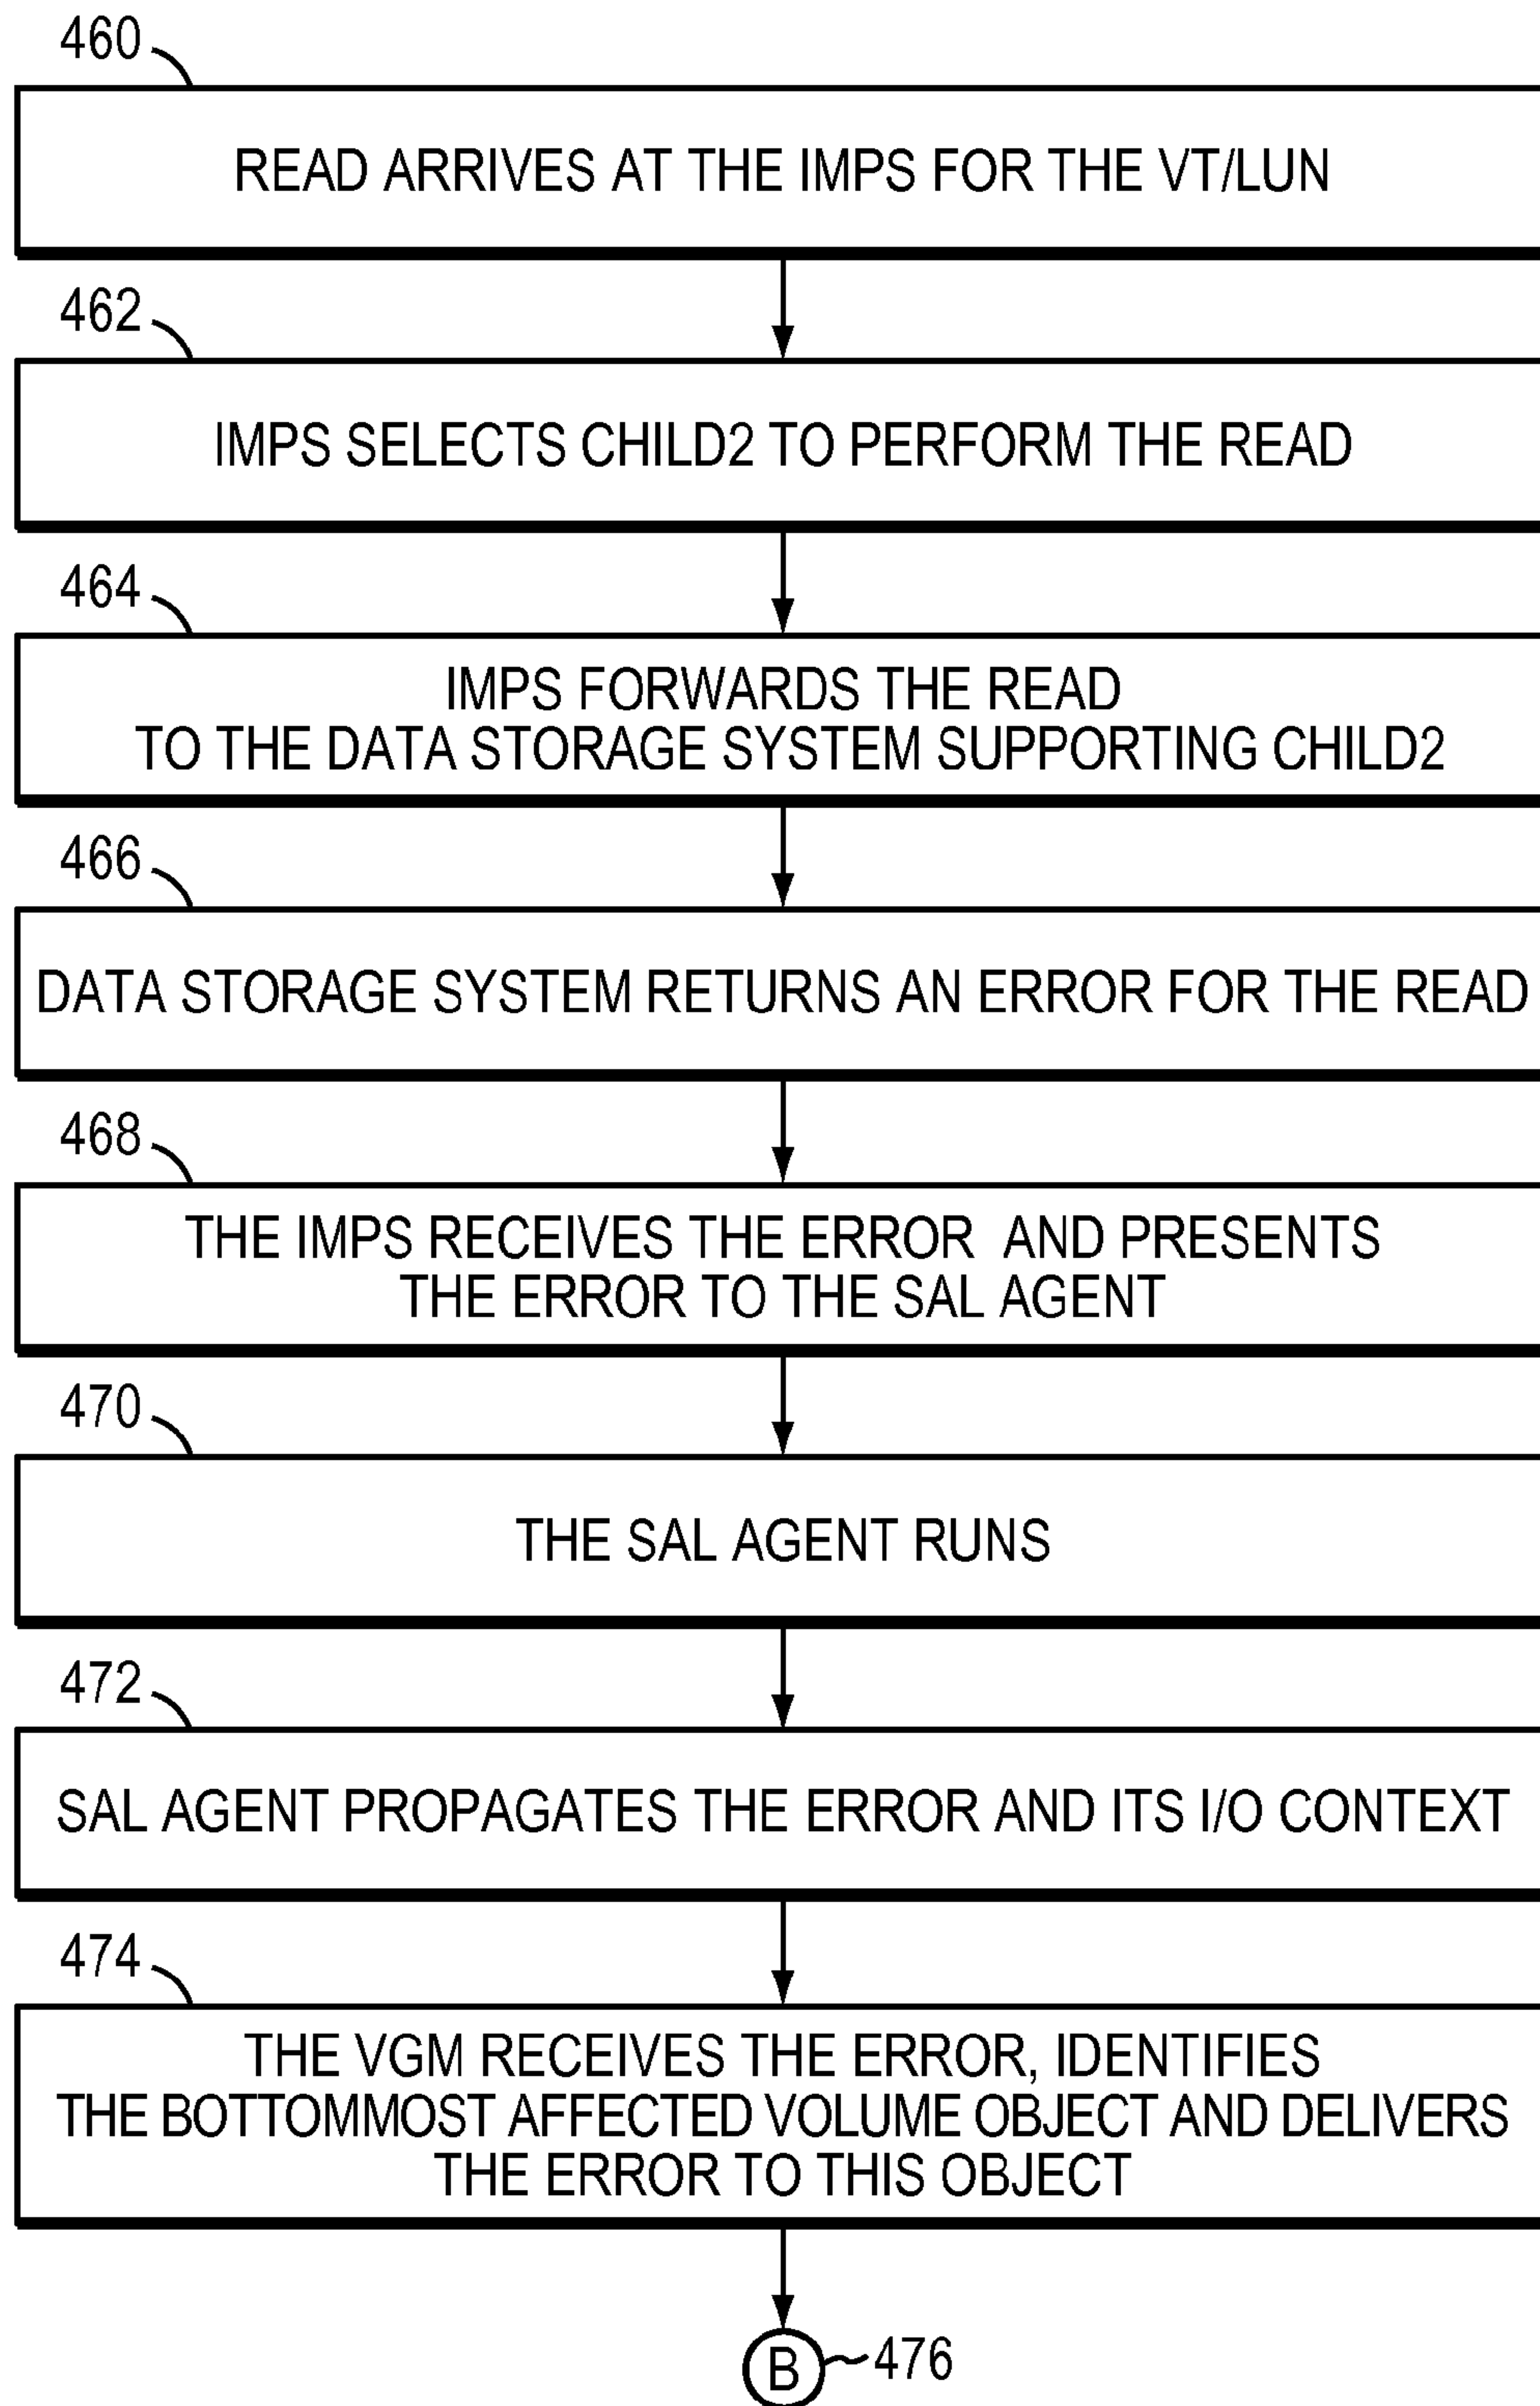 460
READ ARRIVES AT THE IMPS FOR THE VT/LUN
462
IMPS SELECTS CHILD2 TO PERFORM THE READ
464
IMPS FORWARDS THE READ
TO THE DATA STORAGE SYSTEM SUPPORTING CHILD2
466
DATA STORAGE SYSTEM RETURNS AN ERROR FOR THE READ
468
THE IMPS RECEIVES THE ERROR AND PRESENTS
THE ERROR TO THE SAL AGENT
470
THE SAL AGENT RUNS
472
SAL AGENT PROPAGATES THE ERROR AND ITS I/O CONTEXT
474
THE VGM RECEIVES THE ERROR, IDENTIFIES
THE BOTTOMMOST AFFECTED VOLUME OBJECT AND DELIVERS
THE ERROR TO THIS OBJECT
B 476